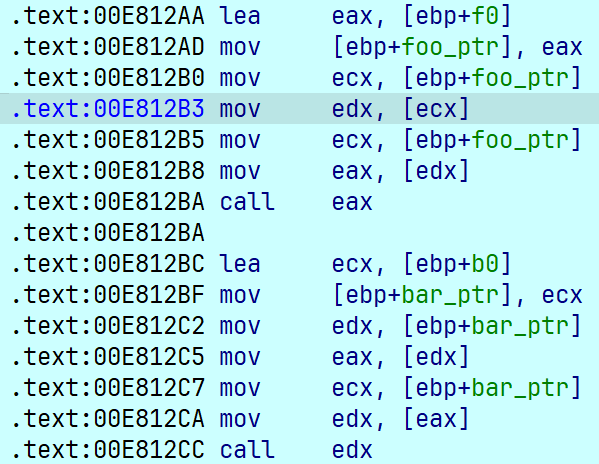 .text:00E812AA lea     eax, [ebp+f0]
.text:00E812AD mov     [ebp+foo_ptr], eax
.text:00E812B0 mov     ecx, [ebp+foo_ptr]
.text:00E812B3 mov     edx, [ecx]
.text:00E812B5 mov     ecx, [ebp+foo_ptr]
.text:00E812B8 mov     eax, [edx]
.text:00E812BA call    eax
.text:00E812BA
.text:00E812BC lea     ecx, [ebp+b0]
.text:00E812BF mov     [ebp+bar_ptr], ecx
.text:00E812C2 mov     edx, [ebp+bar_ptr]
.text:00E812C5 mov     eax, [edx]
.text:00E812C7 mov     ecx, [ebp+bar_ptr]
.text:00E812CA mov     edx, [eax]
.text:00E812CC call    edx